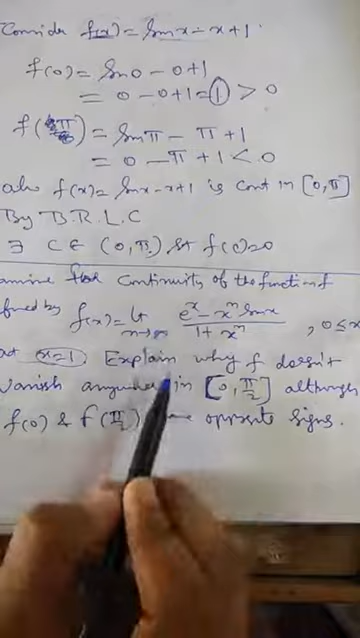 Consider f(x) = Sin x - x + 1.
f(0) = Sin 0 - 0 + 1
= 0 - 0 + 1 = 1 > 0
f(π) = Sin π - π + 1
= 0 - π + 1 < 0
also f(x) = Sin x - x + 1 is cont in [0, π]
By B.R.L.C
∃ C ∈ (0, π) st f(c) = 0
amine the Continuity of the function f
fined by f(x) = Lt n→∞ (e^x - x^n Sin x) / (1 + x^n), 0 ≤ x
at x = 1 Explain why f doesn't
Vanish anywhere in [0, π/2] although
f(0) & f(π/2) opposite signs.